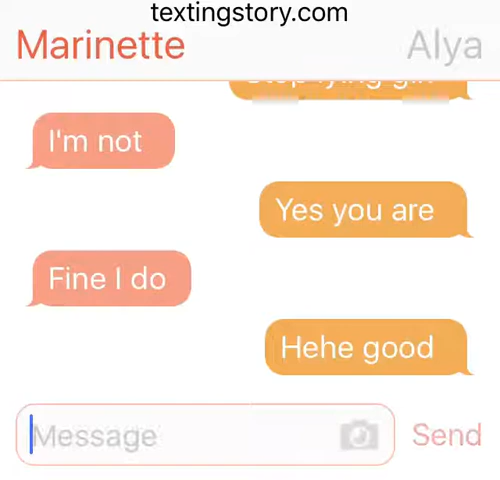 textingstory.com
Marinette Alya
I'm not
Yes you are
Fine I do
Hehe good
Message Send